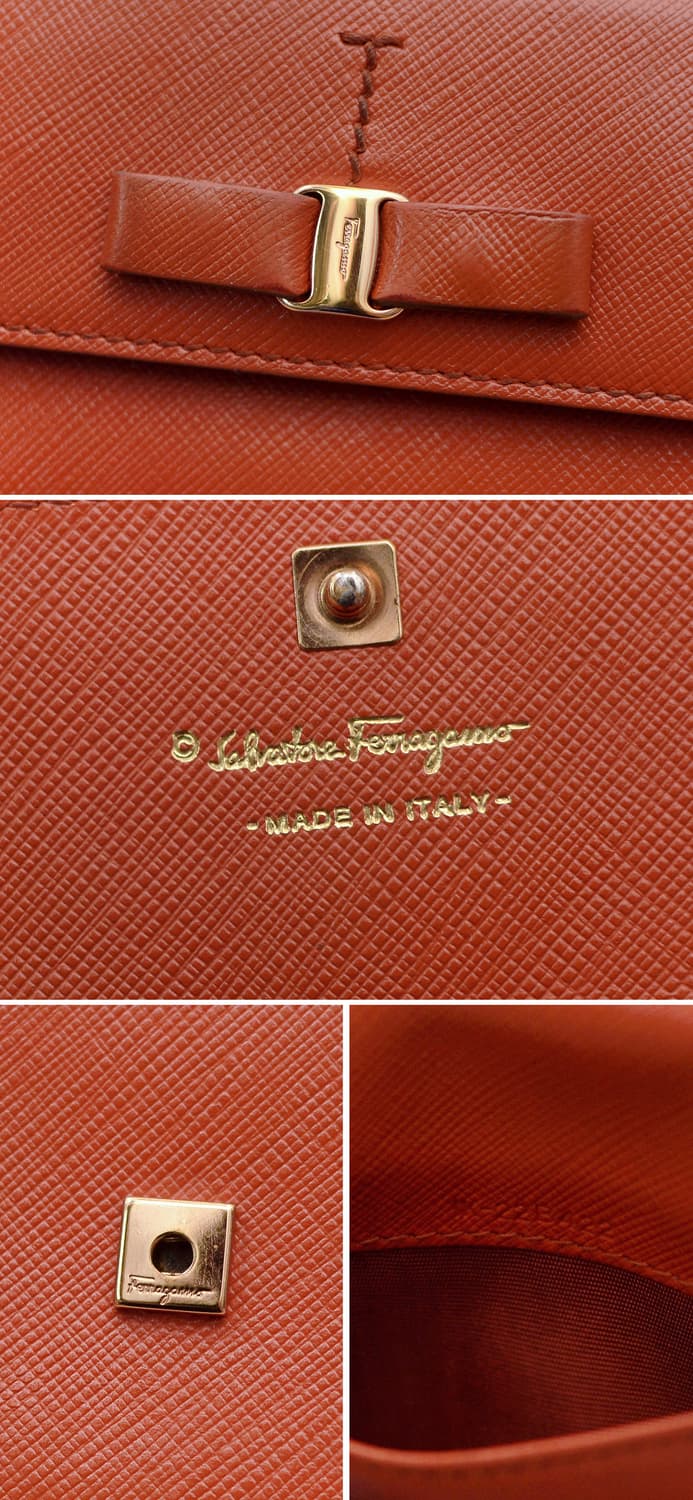 Ferragamo
© Salvatore Ferragamo
-MADE IN ITALY-
Ferragamo